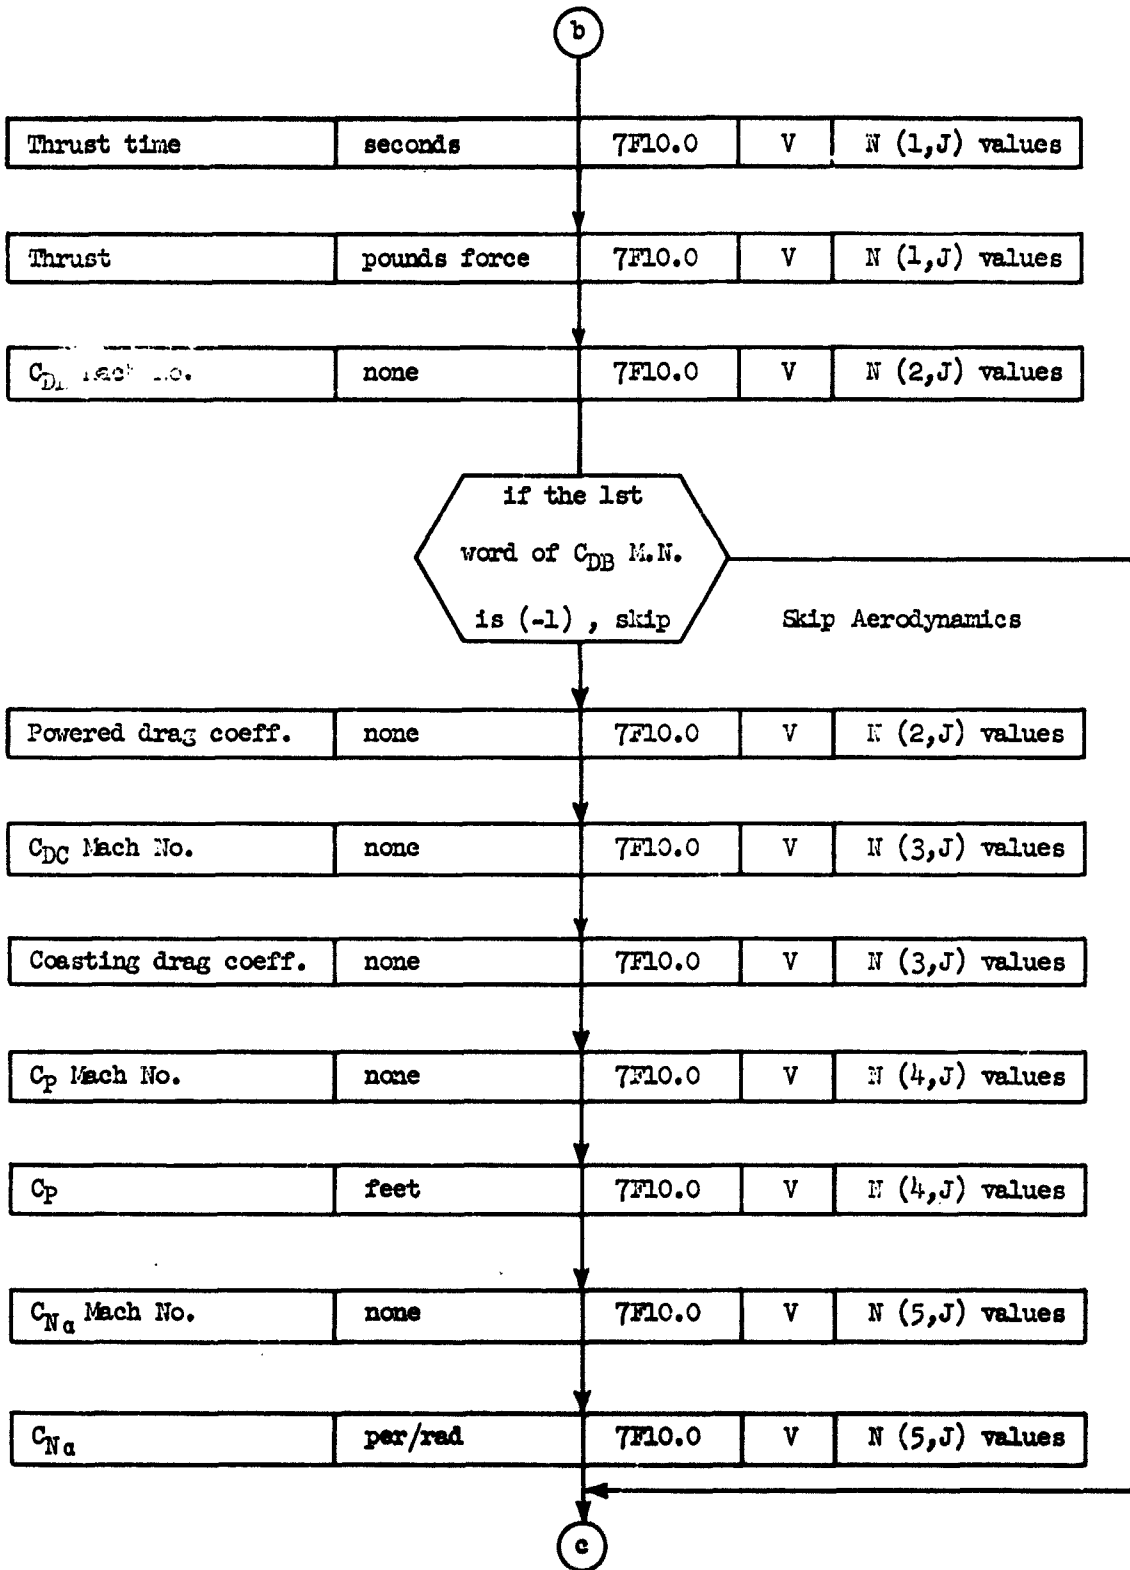 b
Thrust time seconds 7F10.0 V N (1,J) values
Thrust pounds force 7F10.0 V N (1,J) values
none 7F10.0 V N (2,J) values
if the 1st
word of C_DB M.N.
is (-1) , skip
Skip Aerodynamics
Powered drag coeff. none 7F10.0 V N (2,J) values
C_DC Mach No. none 7F10.0 V N (3,J) values
Coasting drag coeff. none 7F10.0 V N (3,J) values
C_P Mach No. none 7F10.0 V N (4,J) values
C_P feet 7F10.0 V N (4,J) values
C_Nα Mach No. none 7F10.0 V N (5,J) values
C_Nα per/rad 7F10.0 V N (5,J) values
c